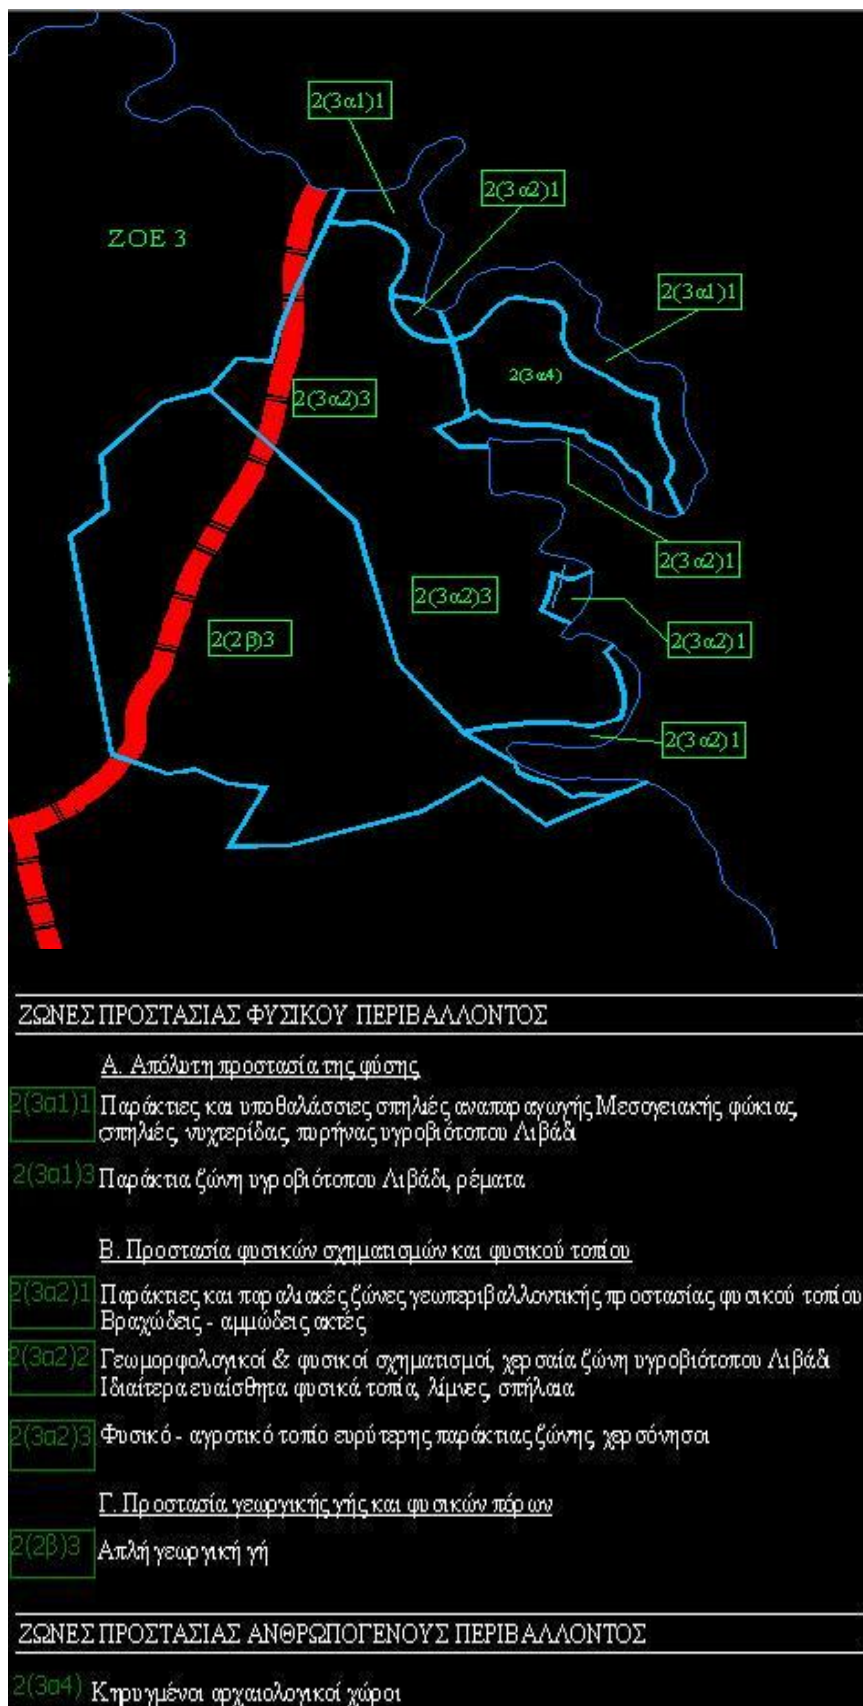 2(3α1)1
2(3α2)1
ΖΟΕ 3
2(3α1)1
2(3α4)
2(3α2)3
2(3α2)1
2(3α2)3
2(2β)3
2(3α2)1
2(3α2)1
ΖΩΝΕΣ ΠΡΟΣΤΑΣΙΑΣ ΦΥΣΙΚΟΥ ΠΕΡΙΒΑΛΛΟΝΤΟΣ
Α. Απόλυτη προστασία της φύσης
2(3α1)1 Παράκτιες και υποθαλάσσιες σπηλιές αναπαραγωγής Μεσογειακής φώκιας,
σπηλιές, νυχτερίδας, πυρήνας υγροβιότοπου Λιβάδι
2(3α1)3 Παράκτια ζώνη υγροβιότοπου Λιβάδι, ρέματα
Β. Προστασία φυσικών σχηματισμών και φυσικού τοπίου
2(3α2)1 Παράκτιες και παραλιακές ζώνες γεωπεριβαλλοντικής προστασίας φυσικού τοπίου
Βραχώδεις - αμμώδεις ακτές
2(3α2)2 Γεωμορφολογικοί & φυσικοί σχηματισμοί, χερσαία ζώνη υγροβιότοπου Λιβάδι
Ιδιαίτερα ευαίσθητα φυσικά τοπία, λίμνες, σπήλαια
2(3α2)3 Φυσικό - αγροτικό τοπίο ευρύτερης παράκτιας ζώνης, χερσόνησοι
Γ. Προστασία γεωργικής γής και φυσικών πόρων
2(2β)3 Απλή γεωργική γή
ΖΩΝΕΣ ΠΡΟΣΤΑΣΙΑΣ ΑΝΘΡΩΠΟΓΕΝΟΥΣ ΠΕΡΙΒΑΛΛΟΝΤΟΣ
2(3α4) Κηρυγμένοι αρχαιολογικοί χώροι